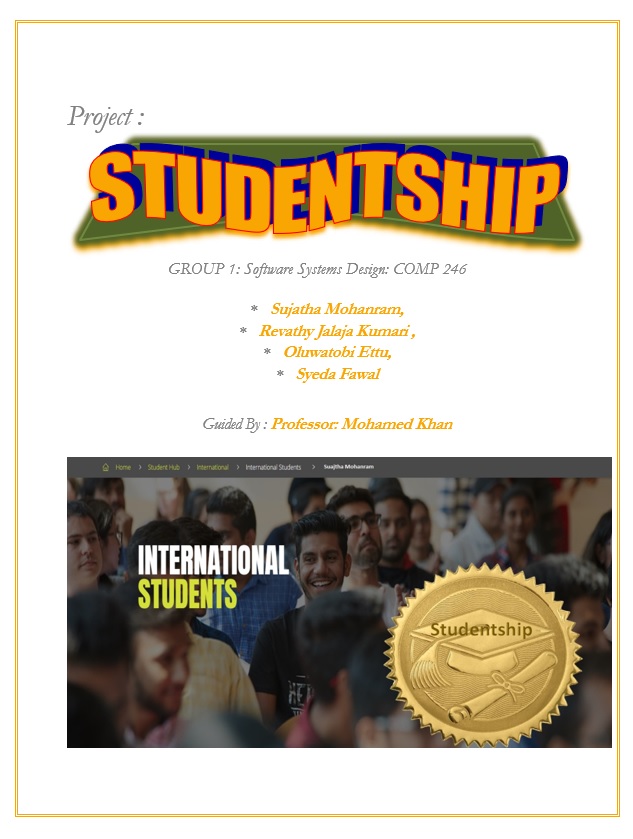 Project :
STUDENTSHIP
GROUP 1: Software Systems Design: COMP 246
* Sujatha Mohanram,
* Revathy Jalaja Kumari ,
* Oluwatobi Ettu,
* Syeda Fawal
Guided By : Professor: Mohamed Khan
Home > Student Hub > International > International Students > Suajtha Mohanram
INTERNATIONAL
STUDENTS
Studentship